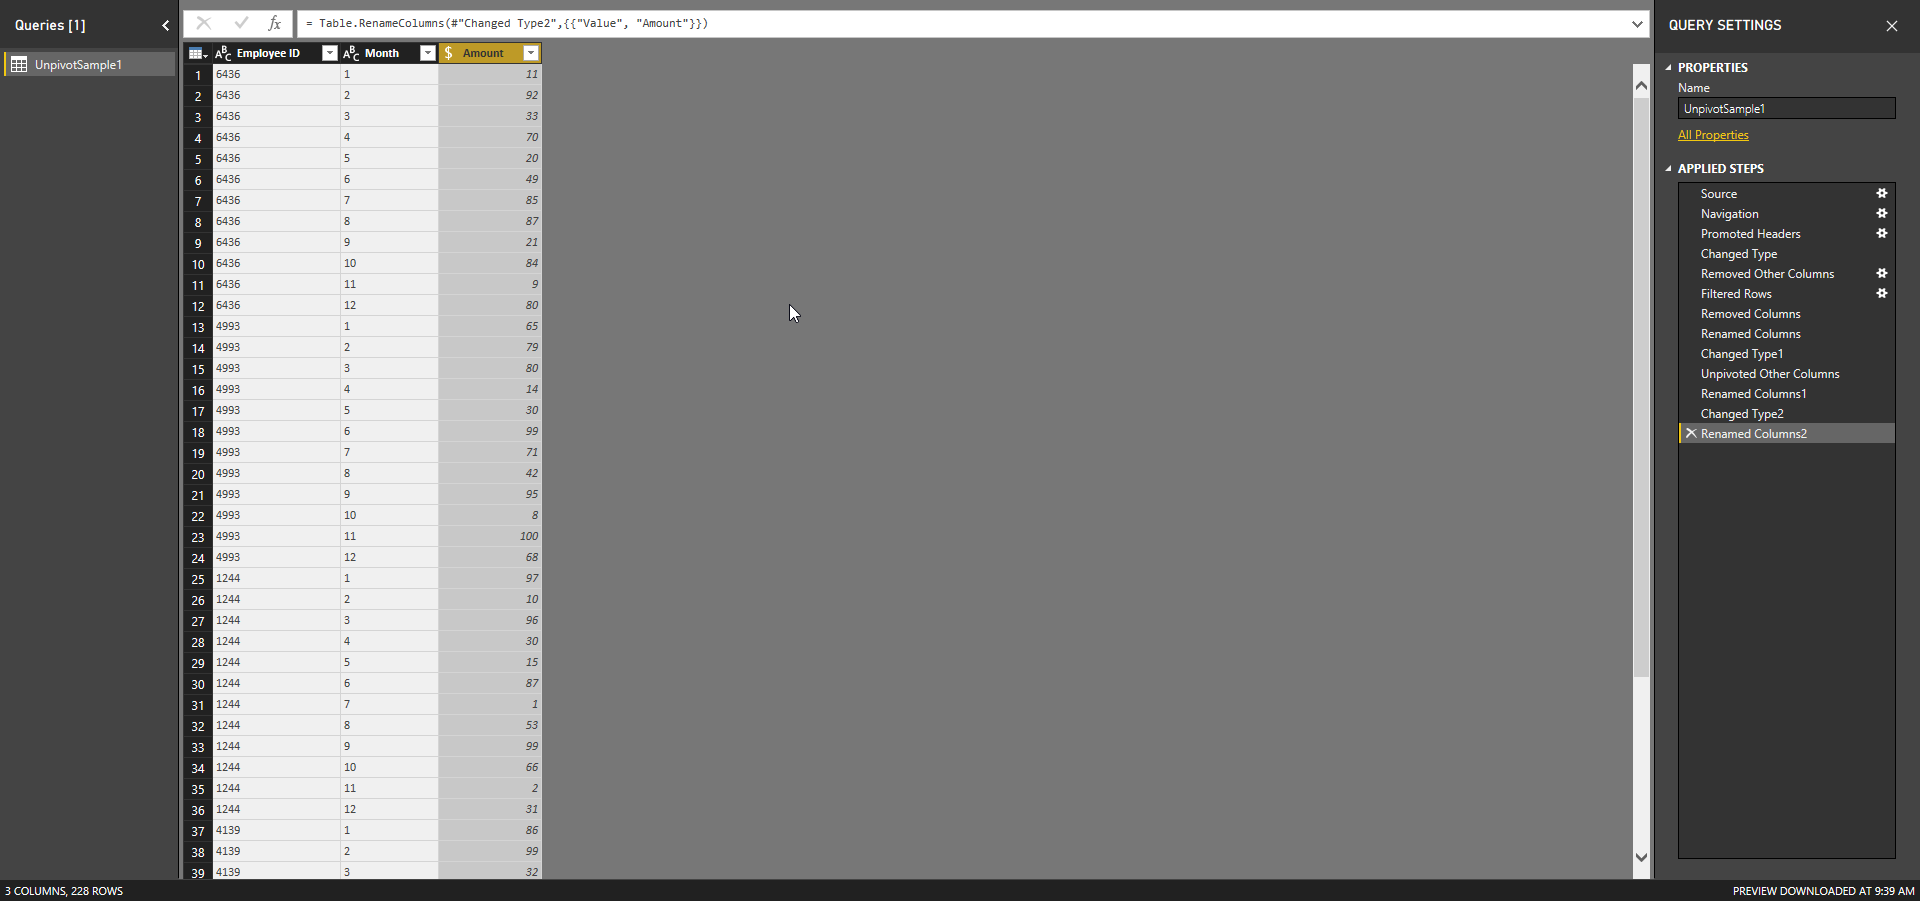 Queries [1]
UnpivotSample1
= Table.RenameColumns(#"Changed Type2",{{"Value", "Amount"}})
Employee ID Month $ Amount
1 6436 1 11
2 6436 2 92
3 6436 3 33
4 6436 4 70
5 6436 5 20
6 6436 6 49
7 6436 7 85
8 6436 8 87
9 6436 9 21
10 6436 10 84
11 6436 11 9
12 6436 12 80
13 4993 1 65
14 4993 2 79
15 4993 3 80
16 4993 4 14
17 4993 5 30
18 4993 6 99
19 4993 7 71
20 4993 8 42
21 4993 9 95
22 4993 10 8
23 4993 11 100
24 4993 12 68
25 1244 1 97
26 1244 2 10
27 1244 3 96
28 1244 4 30
29 1244 5 15
30 1244 6 87
31 1244 7 1
32 1244 8 53
33 1244 9 99
34 1244 10 66
35 1244 11 2
36 1244 12 31
37 4139 1 86
38 4139 2 99
39 4139 3 32
QUERY SETTINGS
PROPERTIES
Name
UnpivotSample1
All Properties
APPLIED STEPS
Source
Navigation
Promoted Headers
Changed Type
Removed Other Columns
Filtered Rows
Removed Columns
Renamed Columns
Changed Type1
Unpivoted Other Columns
Renamed Columns1
Changed Type2
Renamed Columns2
3 COLUMNS, 228 ROWS
PREVIEW DOWNLOADED AT 9:39 AM